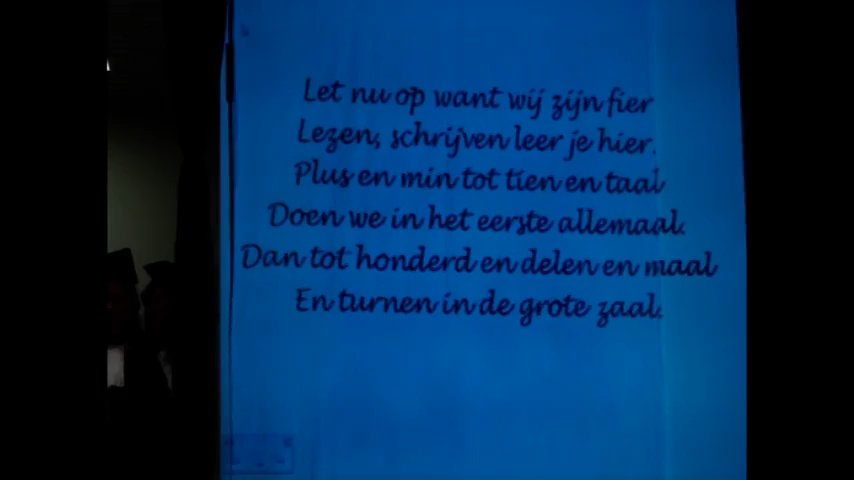 Let nu op want wij zijn fier
Lezen, schrijven leer je hier.
Plus en min tot tien en taal
Doen we in het eerste allemaal.
Dan tot honderd en delen en maal
En turnen in de grote zaal.